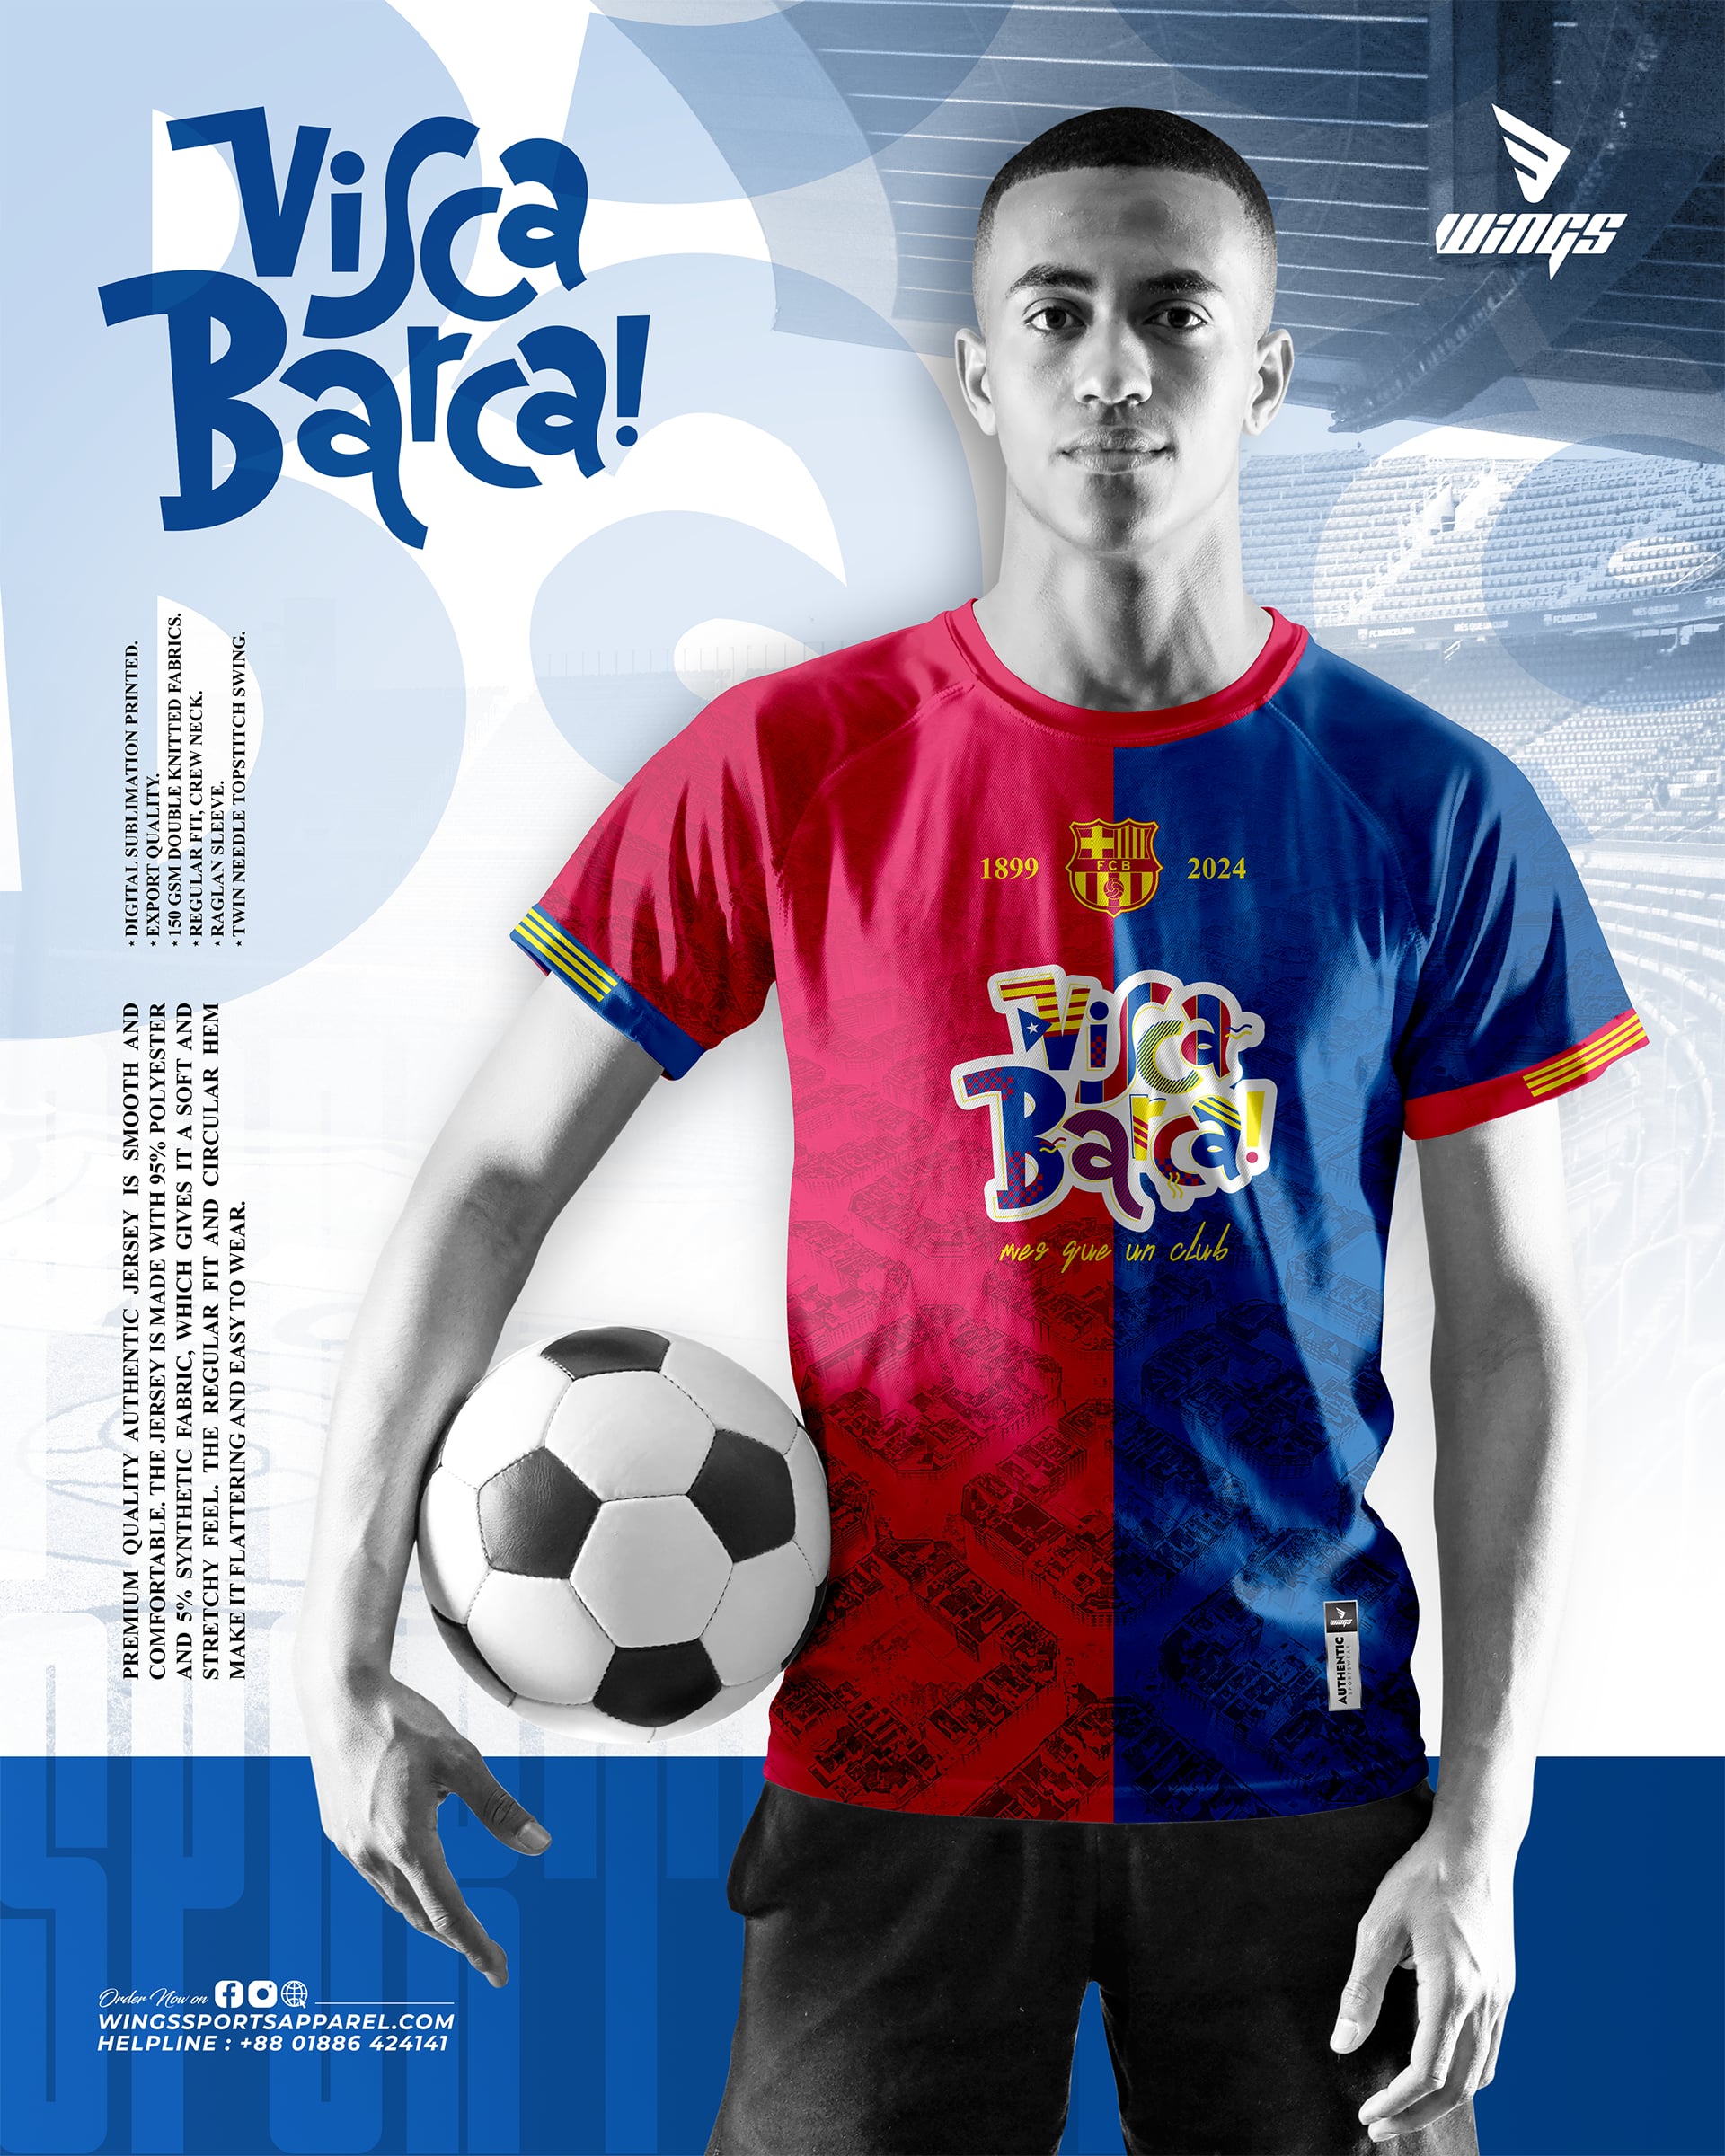 Visca
Barca!
WINGS
* DIGITAL SUBLIMATION PRINTED.
* EXPORT QUALITY.
* 150 GSM DOUBLE KNITTED FABRICS.
* REGULAR FIT, CREW NECK.
* RAGLAN SLEEVE.
* TWIN NEEDLE TOPSTITCH SWING.
PREMIUM QUALITY AUTHENTIC JERSEY IS SMOOTH AND
COMFORTABLE. THE JERSEY IS MADE WITH 95% POLYESTER
AND 5% SYNTHETIC FABRIC, WHICH GIVES IT A SOFT AND
STRETCHY FEEL. THE REGULAR FIT AND CIRCULAR HEM
MAKE IT FLATTERING AND EASY TO WEAR.
1899 FCB 2024
Visca
Barca!
mes que un club
WINGS
AUTHENTIC
SPORTSWEAR
Order Now on
WINGSSPORTSAPPAREL.COM
HELPLINE : +88 01886 424141